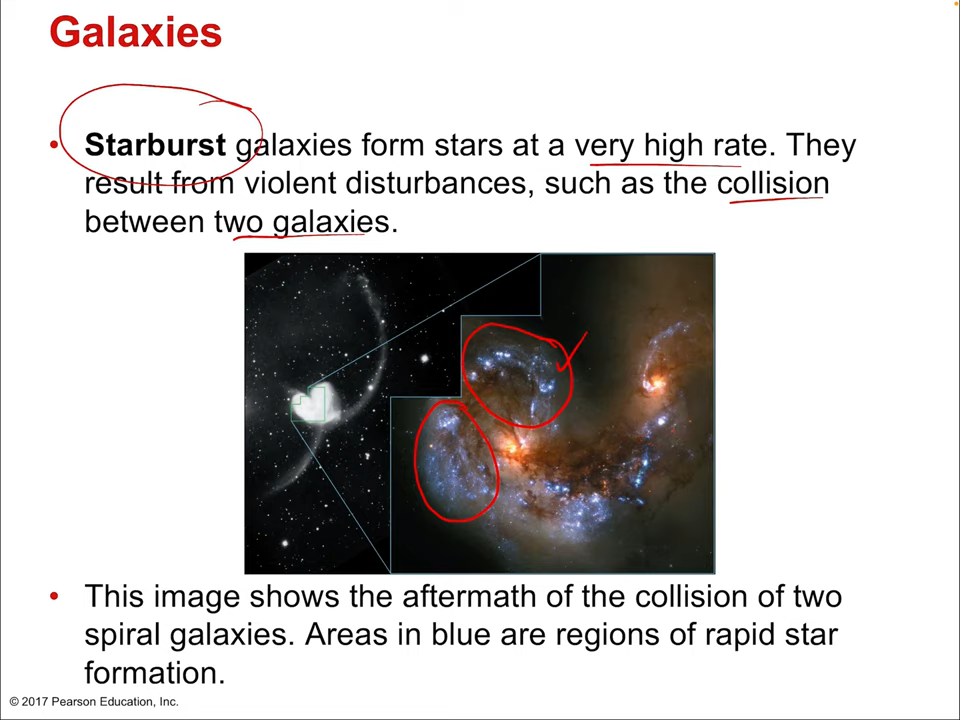 Galaxies
• Starburst galaxies form stars at a very high rate. They
result from violent disturbances, such as the collision
between two galaxies.
• This image shows the aftermath of the collision of two
spiral galaxies. Areas in blue are regions of rapid star
formation.
© 2017 Pearson Education, Inc.